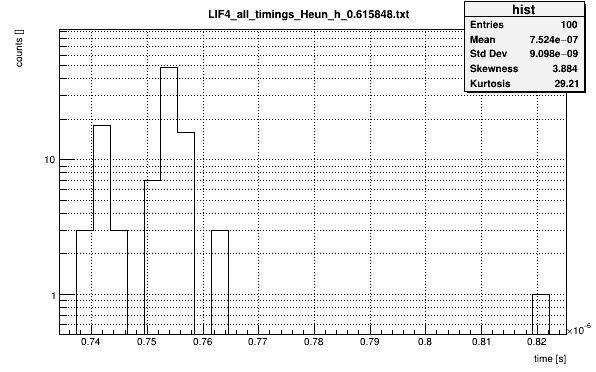 LIF4_all_timings_Heun_h_0.615848.txt
hist
Entries 100
Mean 7.524e−07
Std Dev 9.098e−09
Skewness 3.884
Kurtosis 29.21
counts []
10
1
0.74 0.75 0.76 0.77 0.78 0.79 0.8 0.81 0.82
×10−6
time [s]